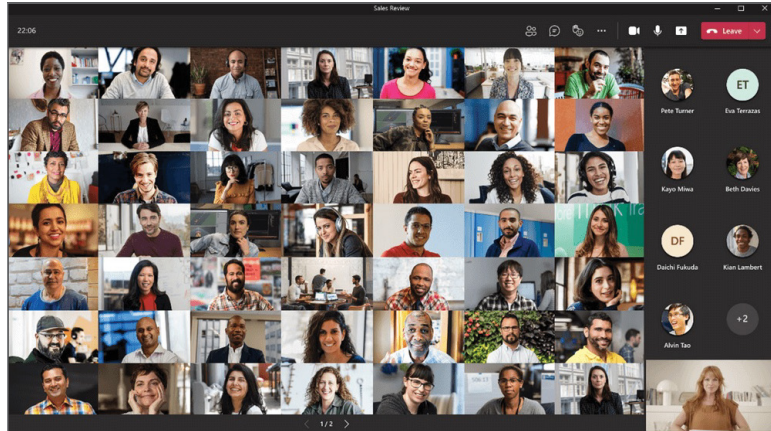 Sales Review
22:06
Leave
Pete Turner
ET
Eva Terrazas
Kayo Miwa
Beth Davies
DF
Daichi Fukuda
Kian Lambert
Alvin Tao
+2
1/2